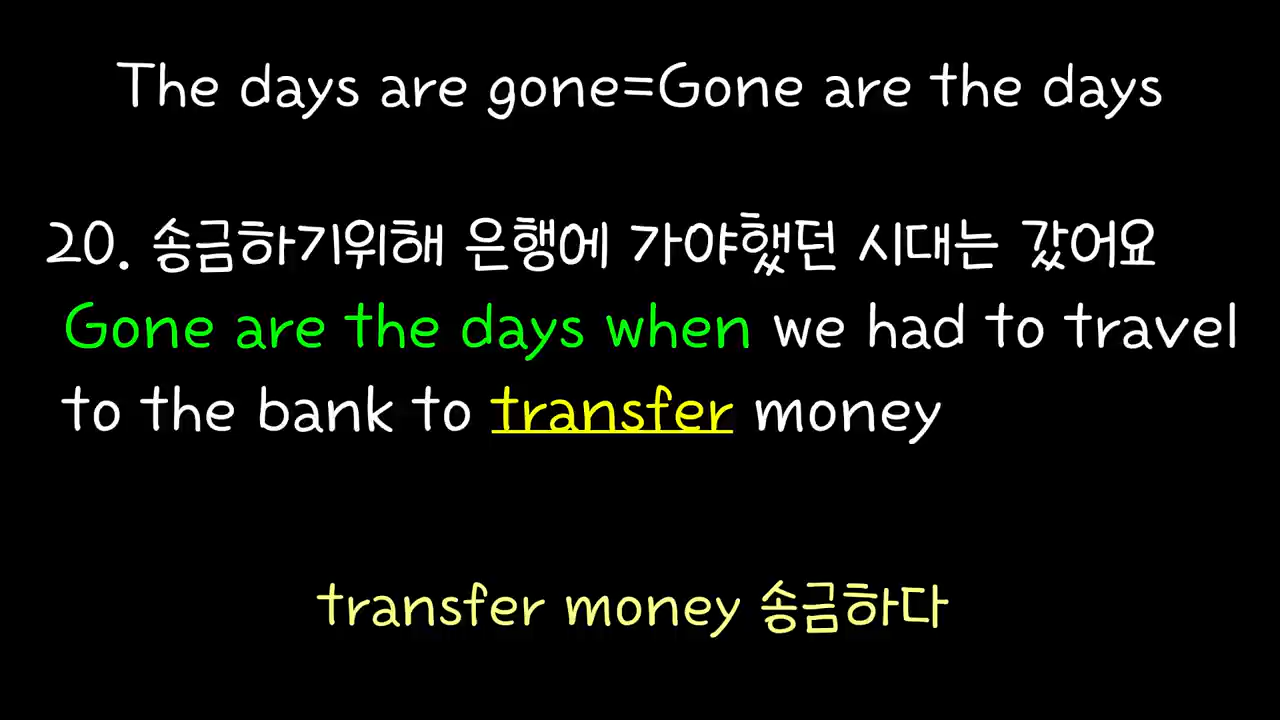 The days are gone=Gone are the days
20. 송금하기위해 은행에 가야했던 시대는 갔어요
Gone are the days when we had to travel
to the bank to transfer money
transfer money 송금하다